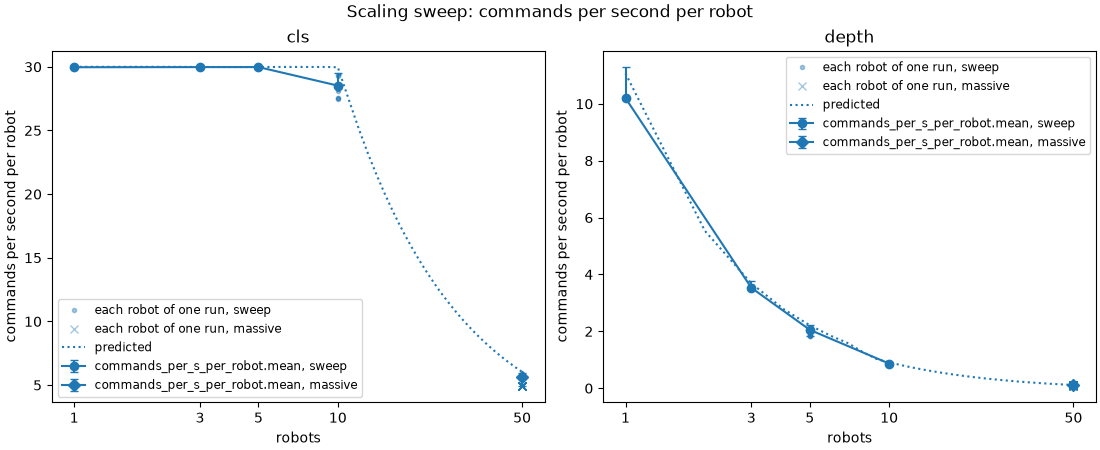 Scaling sweep: commands per second per robot
cls
commands per second per robot
30
25
20
15
10
5
each robot of one run, sweep
each robot of one run, massive
predicted
commands_per_s_per_robot.mean, sweep
commands_per_s_per_robot.mean, massive
1
3
5
10
50
robots
depth
commands per second per robot
10
8
6
4
2
0
each robot of one run, sweep
each robot of one run, massive
predicted
commands_per_s_per_robot.mean, sweep
commands_per_s_per_robot.mean, massive
1
3
5
10
50
robots